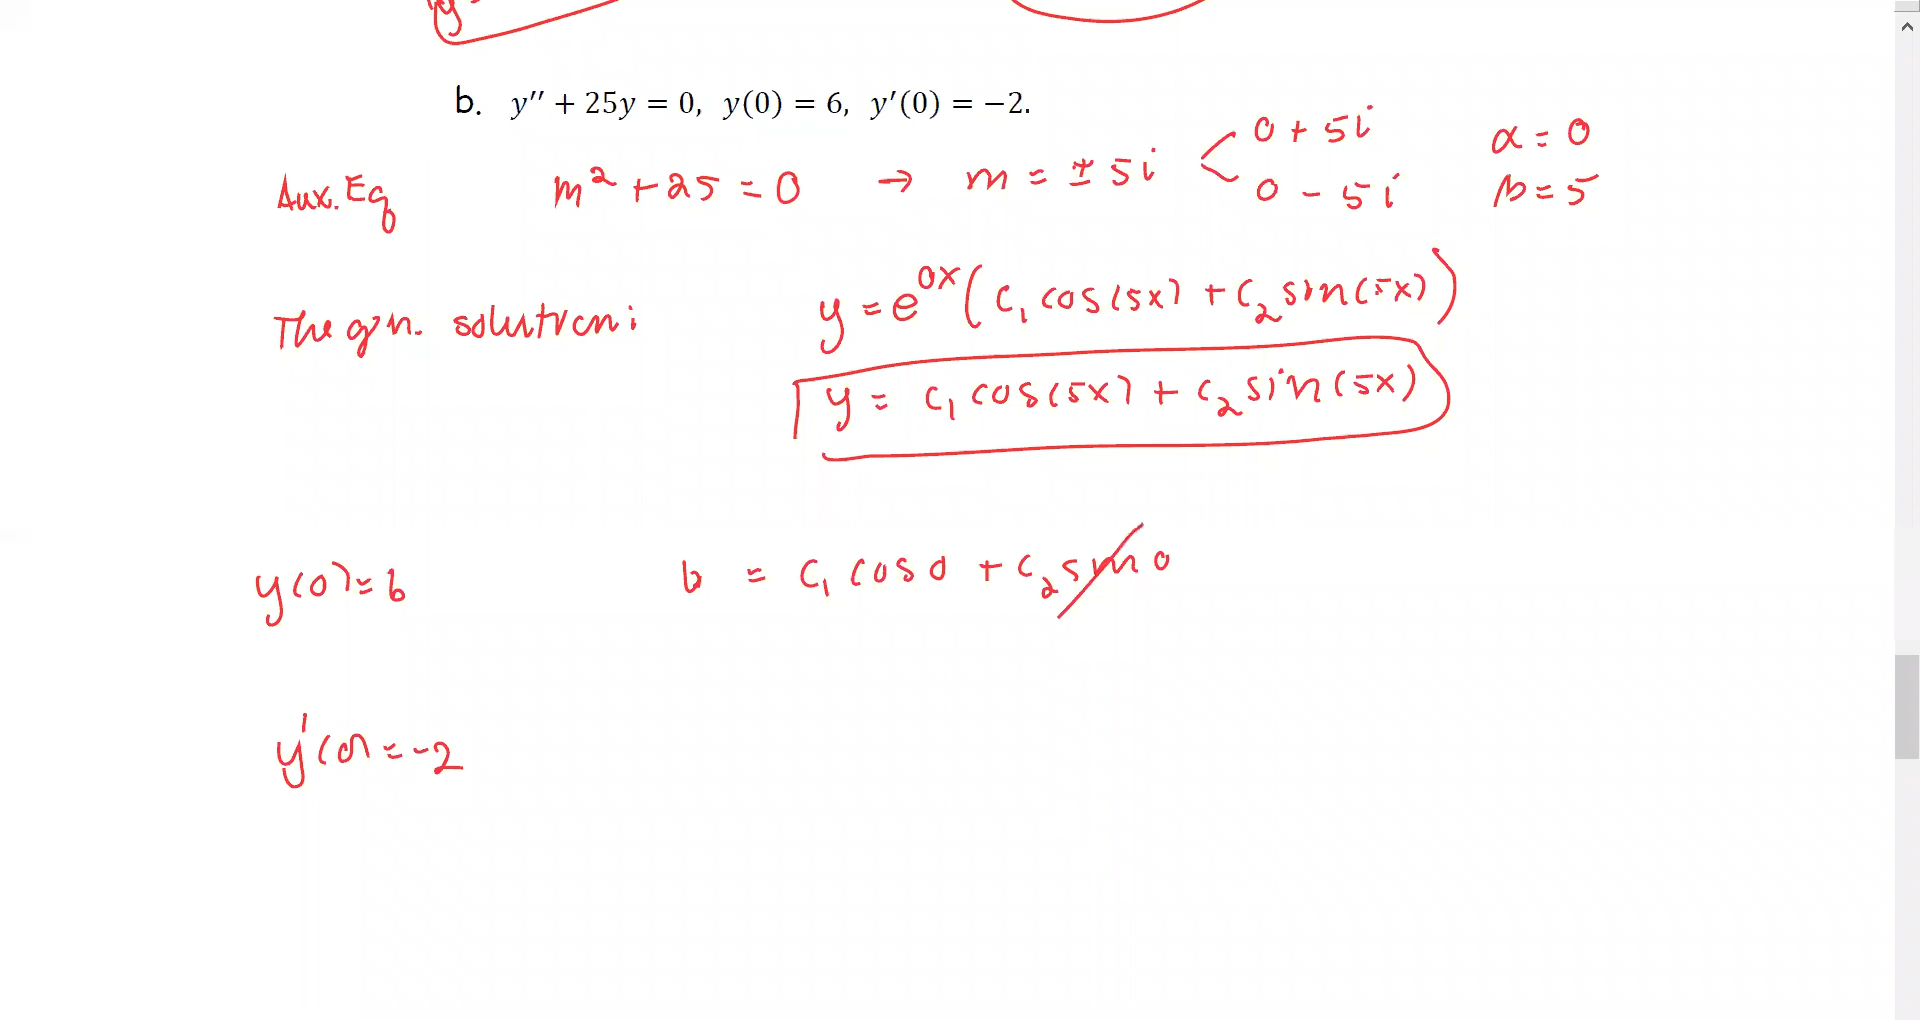 b. y″ + 25y = 0, y(0) = 6, y′(0) = −2.
Aux. Eq m² + 25 = 0 → m = ± 5i < 0 + 5i α = 0
0 - 5i β = 5
The gen. solution: y = e^0x (c₁ cos(5x) + c₂ sin(5x))
y = c₁ cos(5x) + c₂ sin(5x)
y(0) = 6 6 = c₁ cos 0 + c₂ sin 0
y'(0) = -2